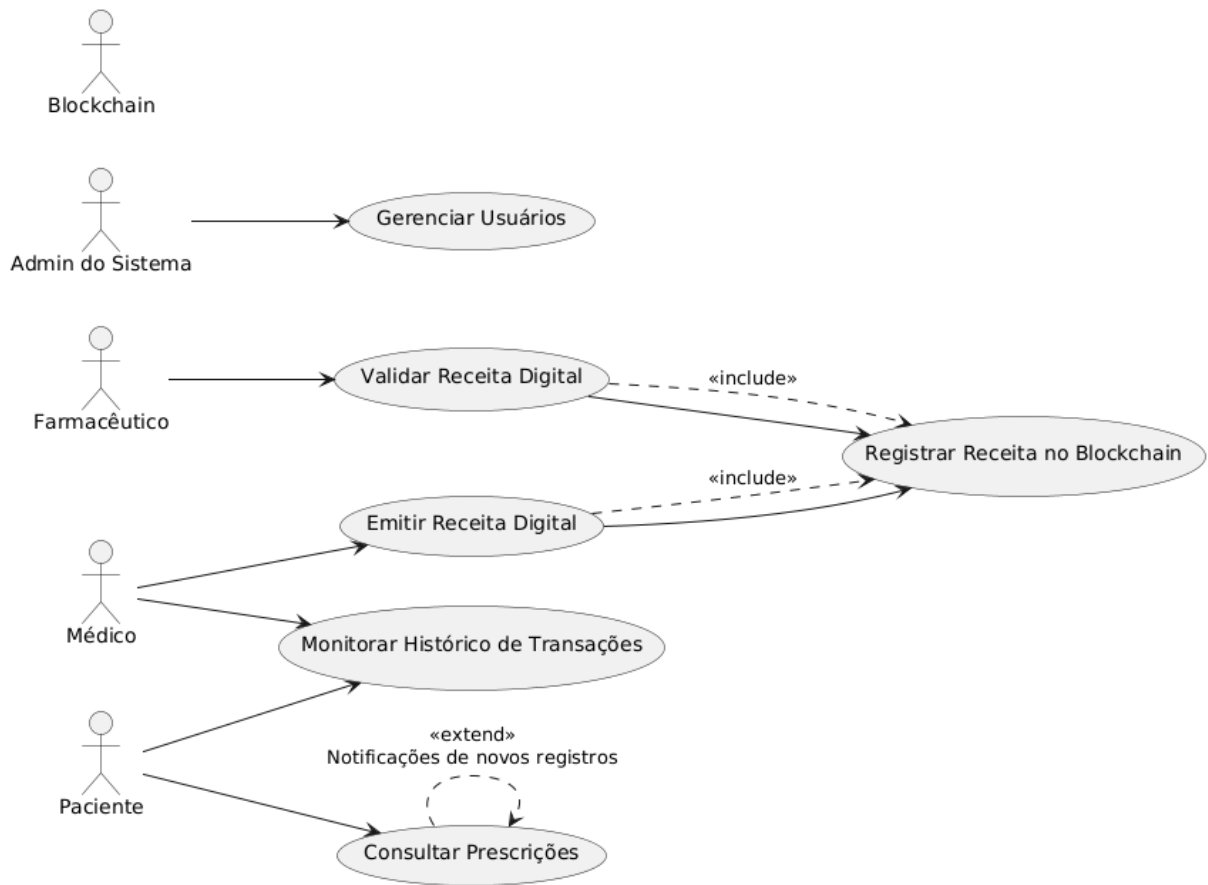 Blockchain
Gerenciar Usuários
Admin do Sistema
Validar Receita Digital
«include»
Farmacêutico
Registrar Receita no Blockchain
«include»
Emitir Receita Digital
Médico
Monitorar Histórico de Transações
«extend»
Notificações de novos registros
Paciente
Consultar Prescrições